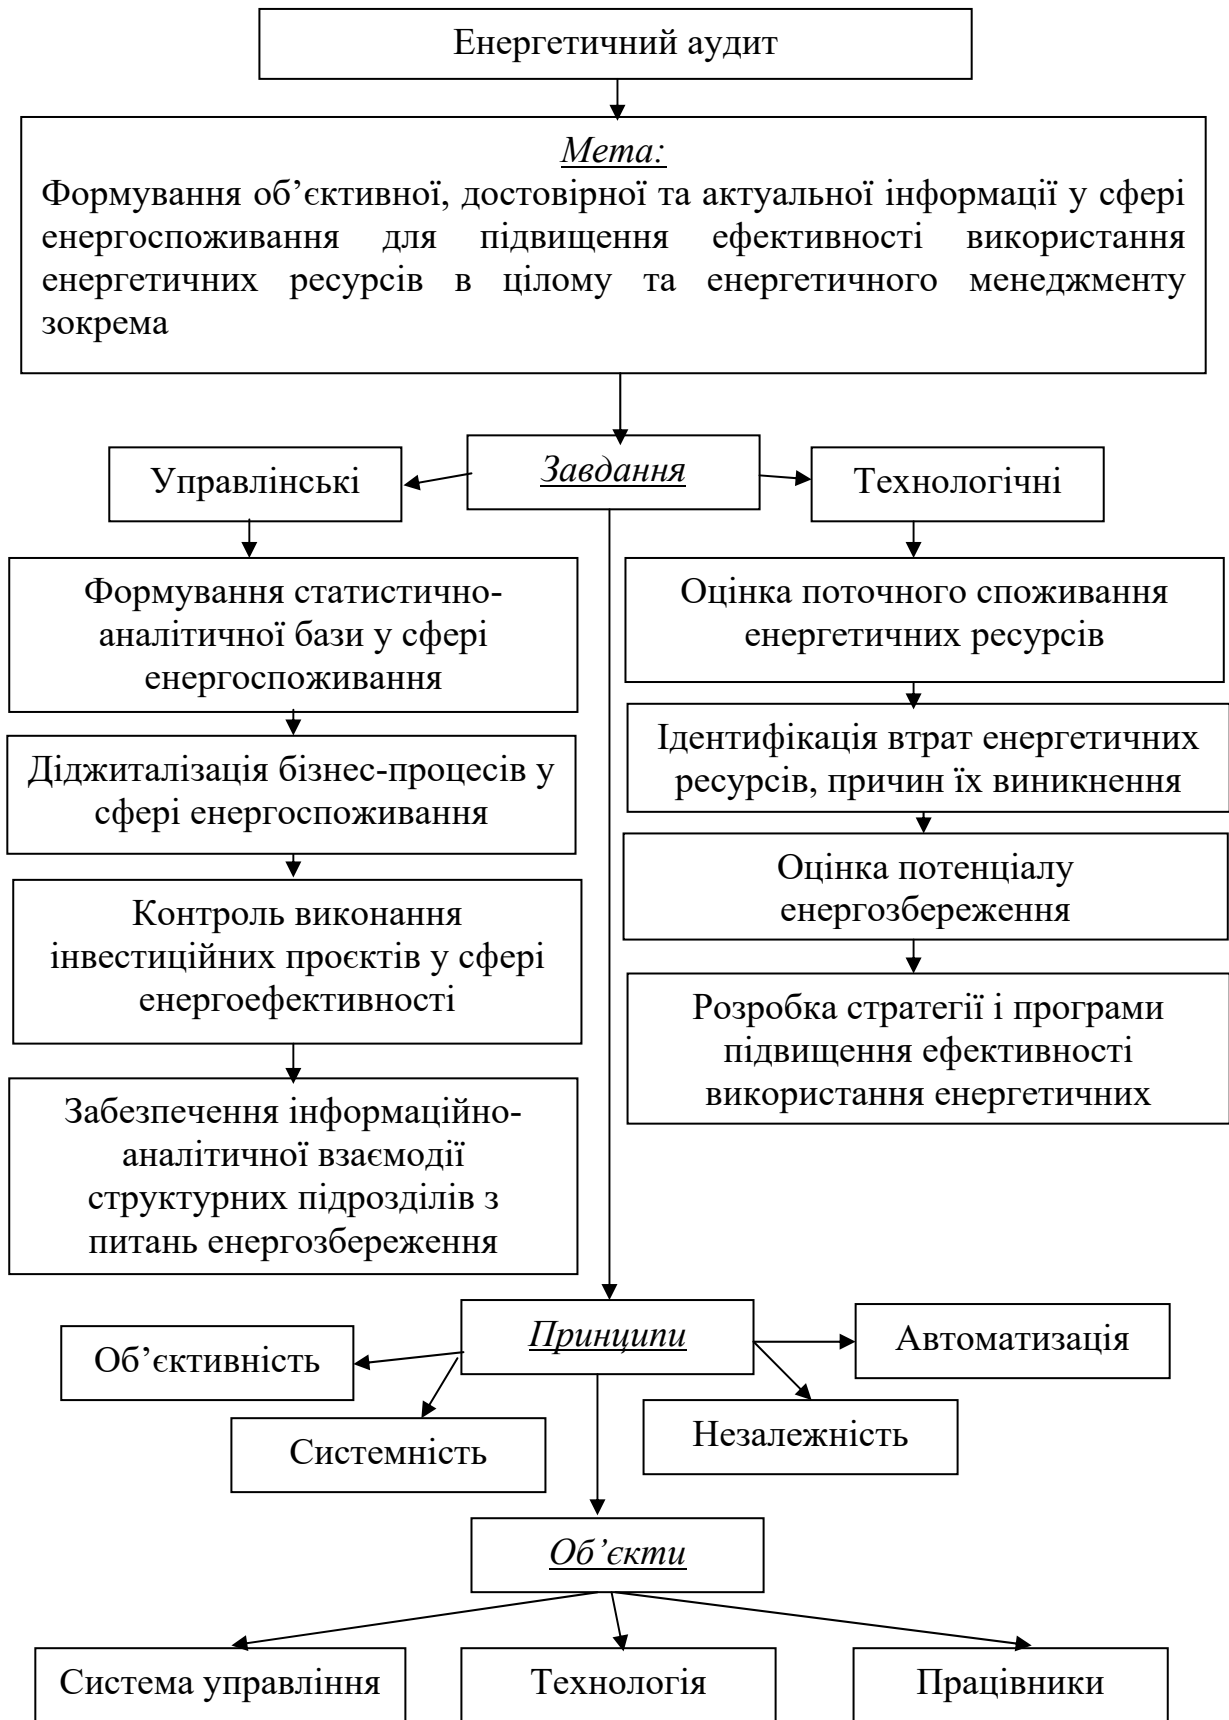 Енергетичний аудит
Мета:
Формування об’єктивної, достовірної та актуальної інформації у сфері
енергоспоживання для підвищення ефективності використання
енергетичних ресурсів в цілому та енергетичного менеджменту
зокрема
Завдання
Управлінські
Технологічні
Формування статистично-
аналітичної бази у сфері
енергоспоживання
Діджиталізація бізнес-процесів у
сфері енергоспоживання
Контроль виконання
інвестиційних проєктів у сфері
енергоефективності
Забезпечення інформаційно-
аналітичної взаємодії
структурних підрозділів з
питань енергозбереження
Оцінка поточного споживання
енергетичних ресурсів
Ідентифікація втрат енергетичних
ресурсів, причин їх виникнення
Оцінка потенціалу
енергозбереження
Розробка стратегії і програми
підвищення ефективності
використання енергетичних
Принципи
Об’єктивність
Системність
Незалежність
Автоматизація
Об’єкти
Система управління
Технологія
Працівники